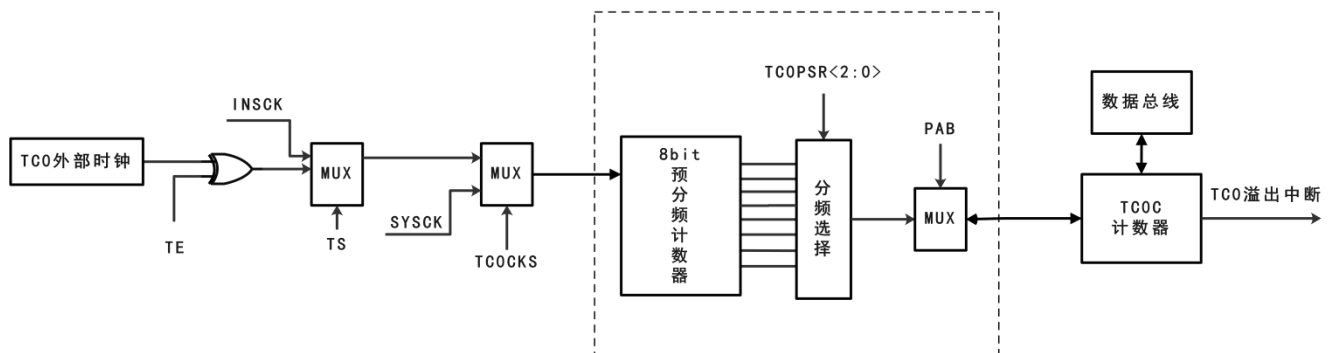 TC0PSR<2:0>
INSCK
数据总线
PAB
TC0外部时钟
MUX
MUX
8bit
预
分
频
计
数
器
分
频
选
择
MUX
TC0C
计数器
TC0溢出中断
SYSCK
TE
TS
TC0CKS